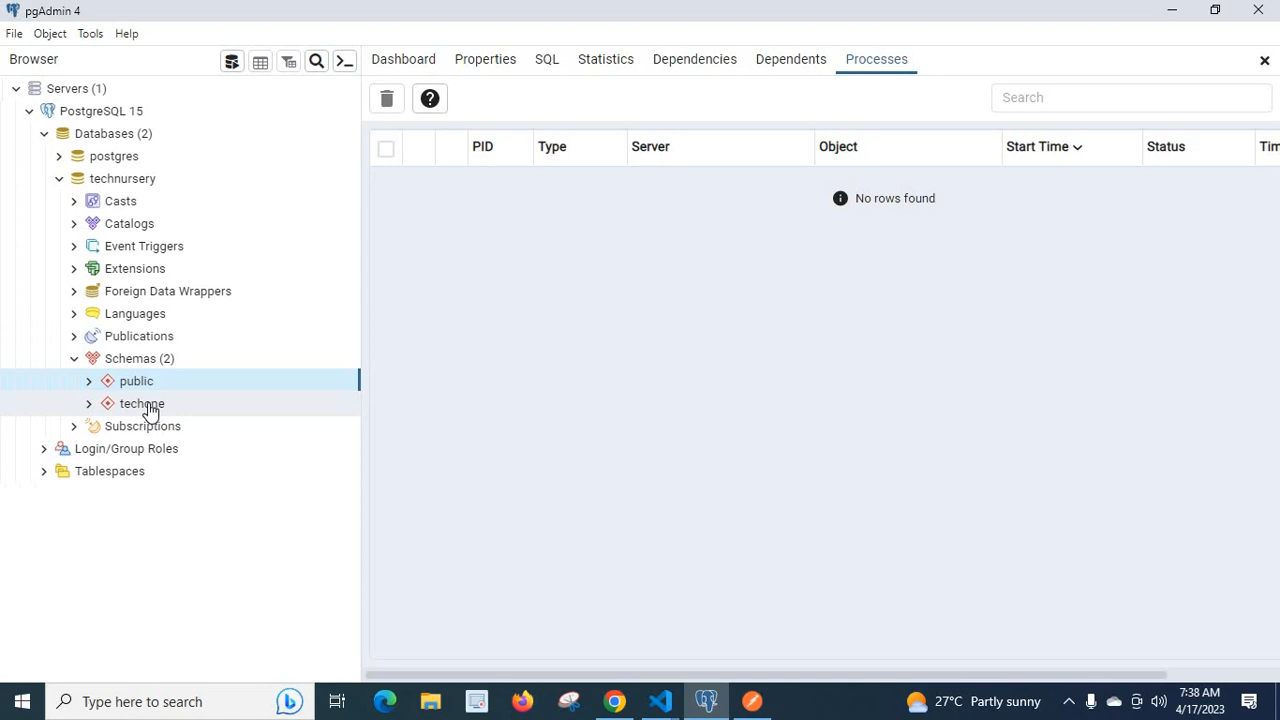 pgAdmin 4
File Object Tools Help
Browser
Dashboard Properties SQL Statistics Dependencies Dependents Processes
Search
Servers (1)
PostgreSQL 15
Databases (2)
postgres
technursery
Casts
Catalogs
Event Triggers
Extensions
Foreign Data Wrappers
Languages
Publications
Schemas (2)
public
techone
Subscriptions
Login/Group Roles
Tablespaces
PID Type Server Object Start Time Status Tim
No rows found
Type here to search
27°C Partly sunny
7:38 AM
4/17/2023